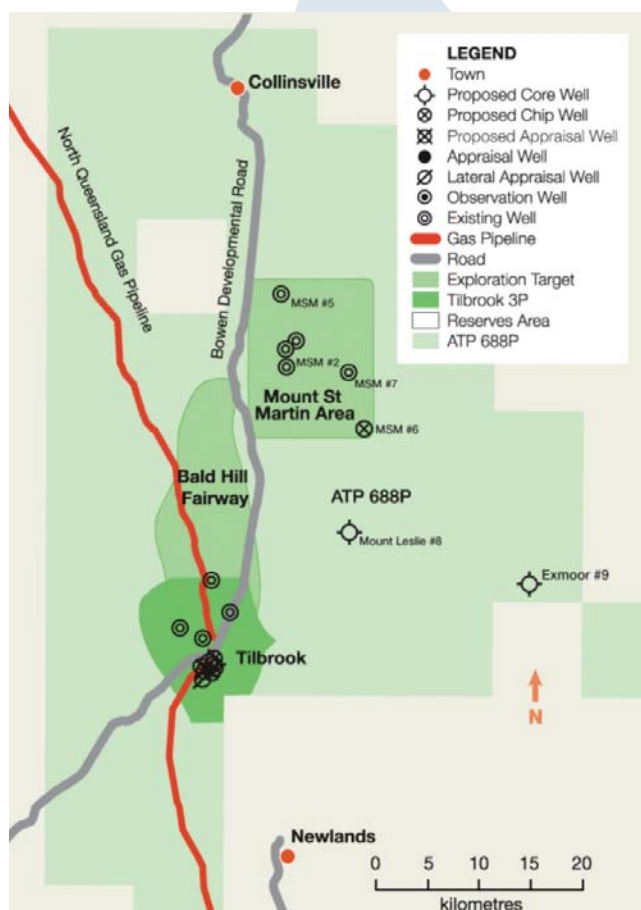 LEGEND
Town
Proposed Core Well
Proposed Chip Well
Proposed Appraisal Well
Appraisal Well
Lateral Appraisal Well
Observation Well
Existing Well
Gas Pipeline
Road
Exploration Target
Tilbrook 3P
Reserves Area
ATP 688P
Collinsville
North Queensland Gas Pipeline
Bowen Developmental Road
MSM #5
MSM #2
MSM #7
Mount St
Martin Area
MSM #6
Bald Hill
Fairway
ATP 688P
Mount Leslie #8
Exmoor #9
Tilbrook
N
Newlands
0 5 10 15 20
kilometres